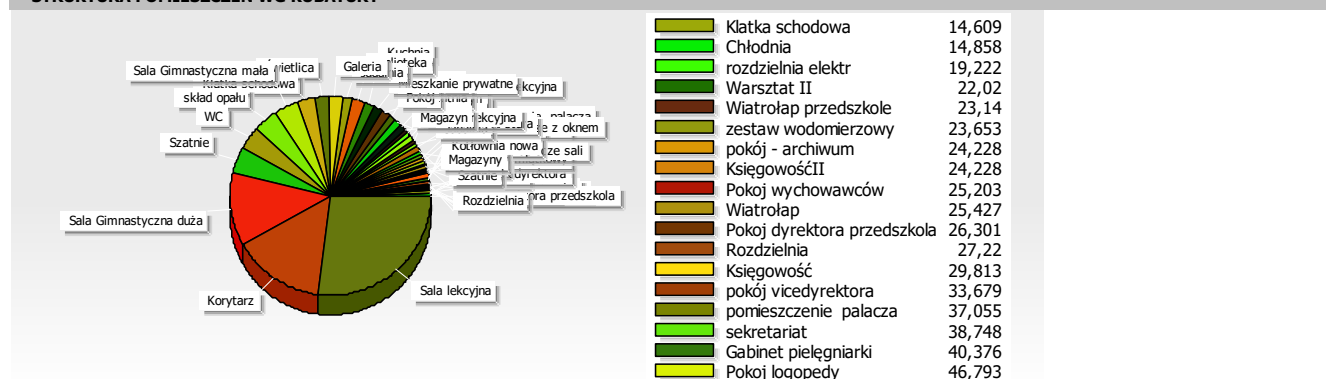 Kuchnia
Sala Gimnastyczna mała
Galeria
mieszkanie prywatne
skład opału
WC
Magazyn
Szatnie
Kotłownia nowa
Magazyny
Szatnie
Rozdzielnia
Sala Gimnastyczna duża
Sala lekcyjna
Korytarz
Klatka schodowa 14,609
Chłodnia 14,858
rozdzielnia elektr 19,222
Warsztat II 22,02
Wiatrołap przedszkole 23,14
zestaw wodomierzowy 23,653
pokój - archiwum 24,228
KsięgowośćII 24,228
Pokoj wychowawców 25,203
Wiatrołap 25,427
Pokoj dyrektora przedszkola 26,301
Rozdzielnia 27,22
Księgowość 29,813
pokój vicedyrektora 33,679
pomieszczenie palacza 37,055
sekretariat 38,748
Gabinet pielęgniarki 40,376
Pokoj logopedy 46,793